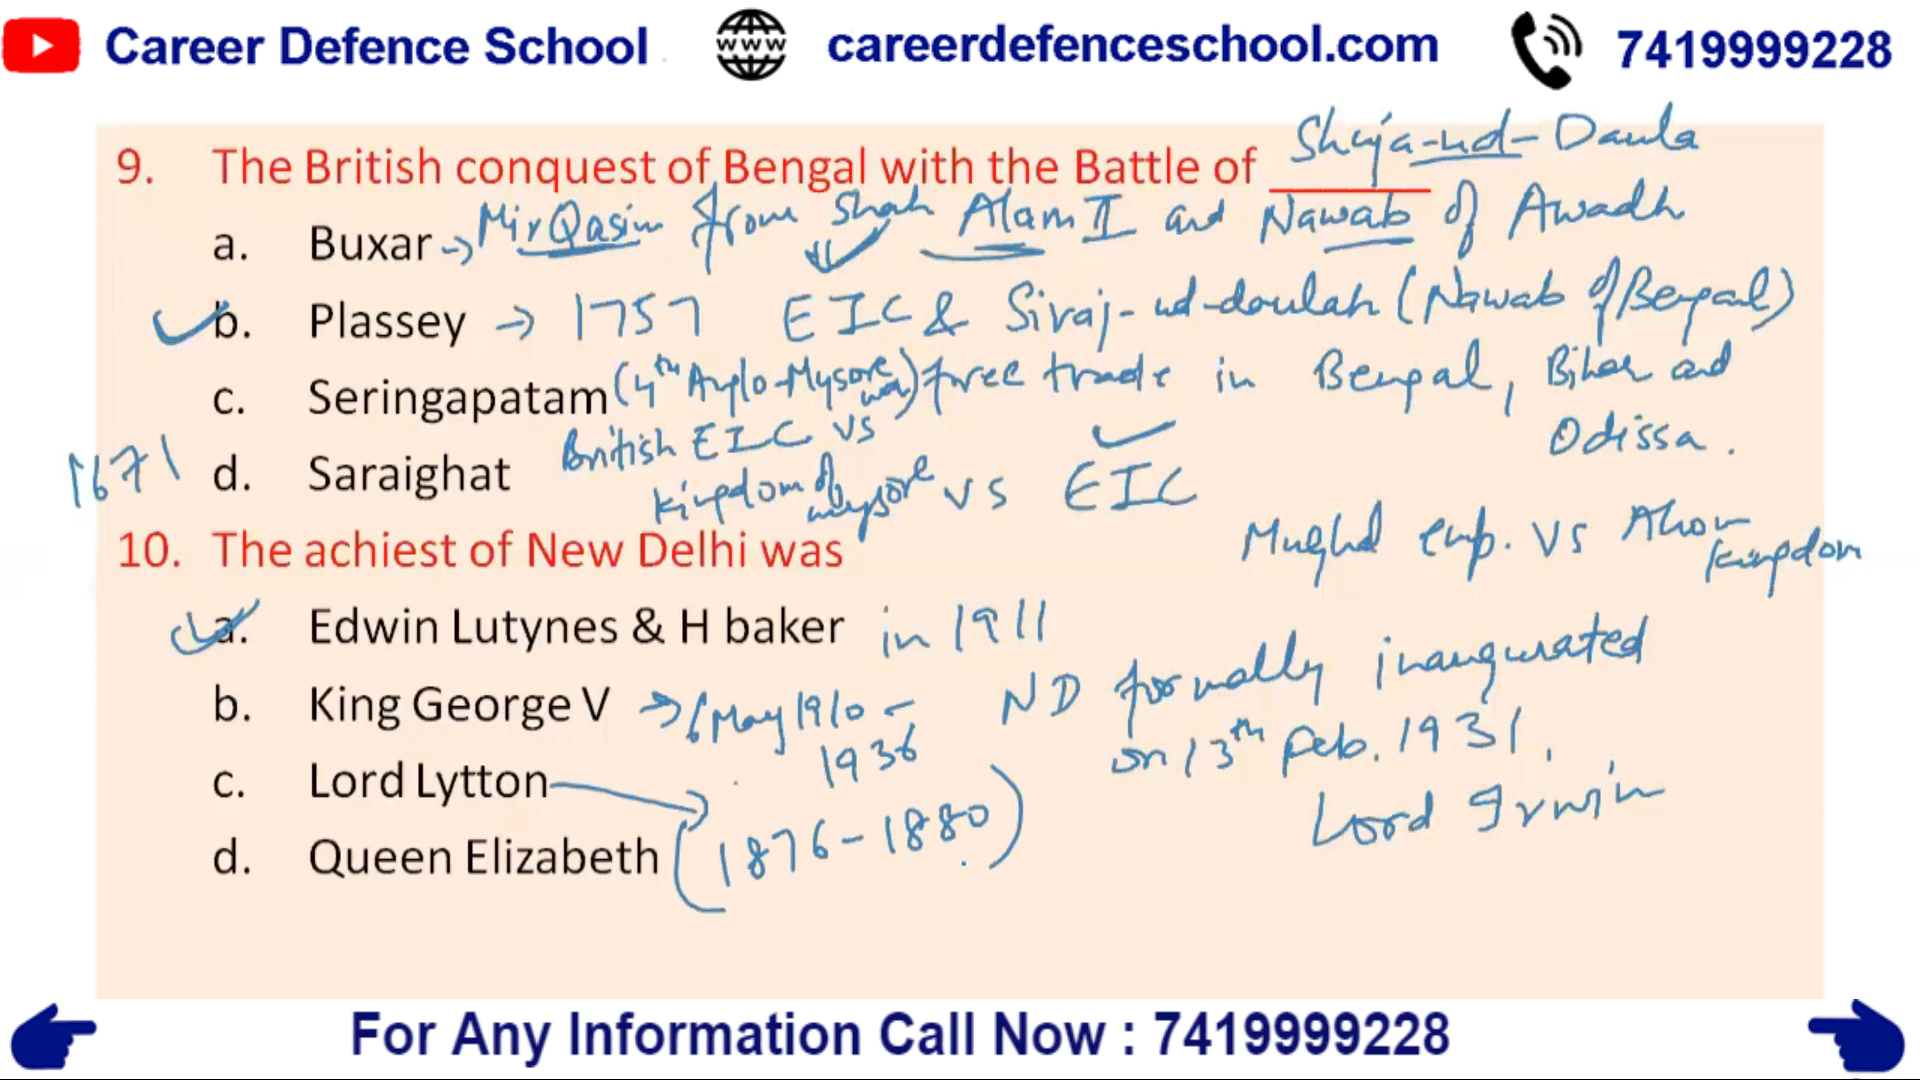 Career Defence School
www
careerdefenceschool.com
7419999228
Shuja-ud-Daula
9. The British conquest of Bengal with the Battle of ________
a. Buxar -> Mir Qasim from Shah Alam II and Nawab of Awadh
b. Plassey -> 1757 EIC & Siraj-ud-doulah (Nawab of Bengal)
c. Seringapatam (4th Anglo-Mysore war) free trade in Bengal, Bihar and
Odissa.
1671 d. Saraighat British EIC vs
kingdom of mysore vs EIC
Mughal emp. VS Ahom kingdom
10. The achiest of New Delhi was
a. Edwin Lutynes & H baker in 1911
b. King George V -> 6 May 1910 - 1936
ND formally inaugurated
on 13th Feb. 1931,
Lord Irwin
c. Lord Lytton
(1876-1880)
d. Queen Elizabeth
For Any Information Call Now : 7419999228